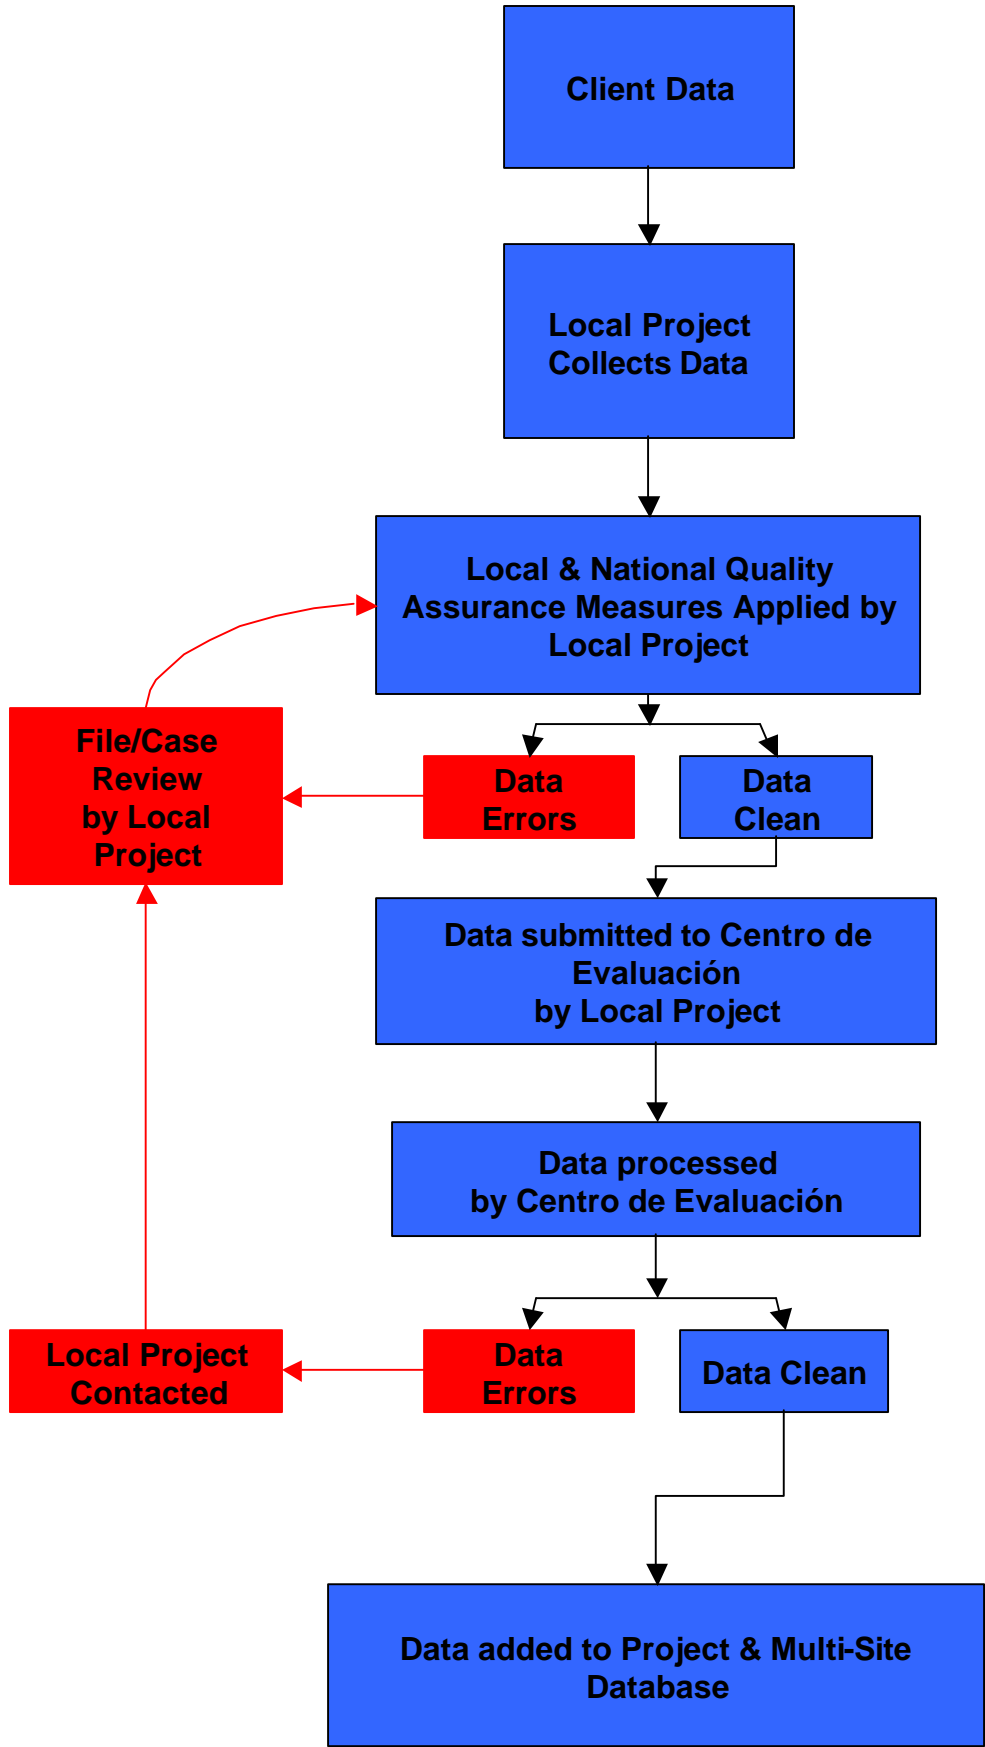 Client Data
Local Project
Collects Data
Local & National Quality
Assurance Measures Applied by
Local Project
File/Case
Review
by Local
Project
Data
Errors
Data
Clean
Data submitted to Centro de
Evaluación
by Local Project
Data processed
by Centro de Evaluación
Local Project
Contacted
Data
Errors
Data Clean
Data added to Project & Multi-Site
Database